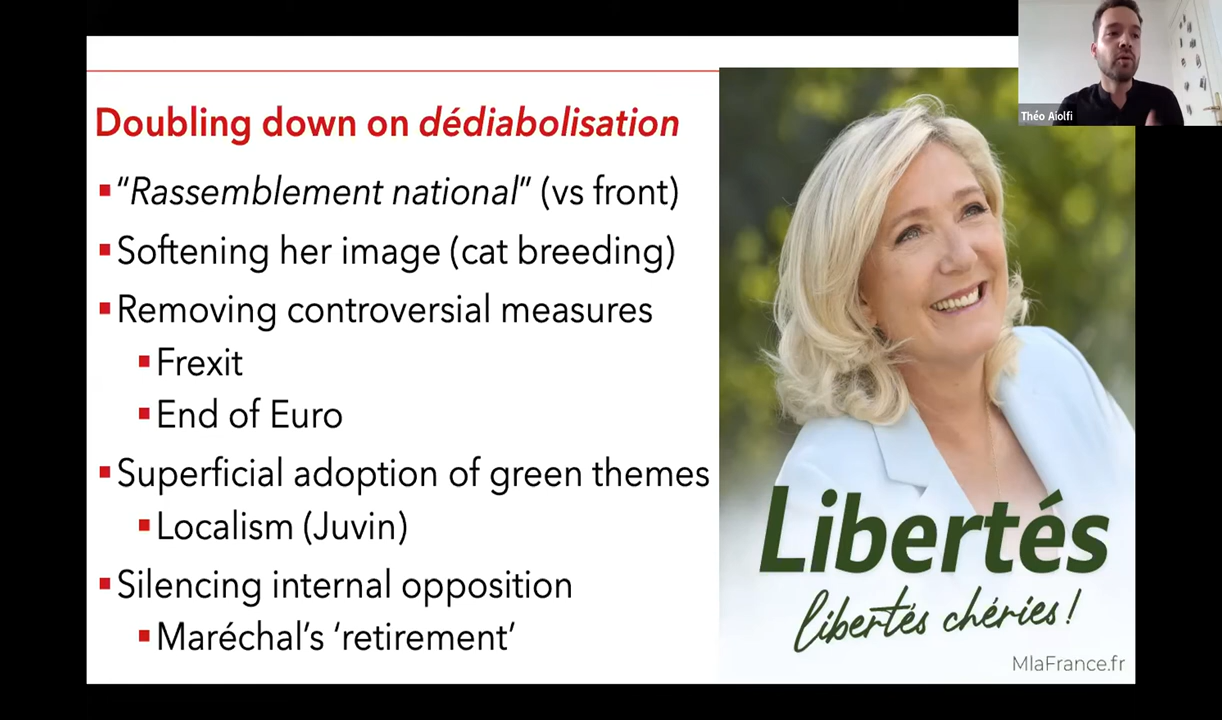 Doubling down on dédiabolisation
"Rassemblement national" (vs front)
Softening her image (cat breeding)
Removing controversial measures
Frexit
End of Euro
Superficial adoption of green themes
Localism (Juvin)
Silencing internal opposition
Maréchal's 'retirement'
Libertés
libertés chéries !
MlaFrance.fr
Théo Aiolfi